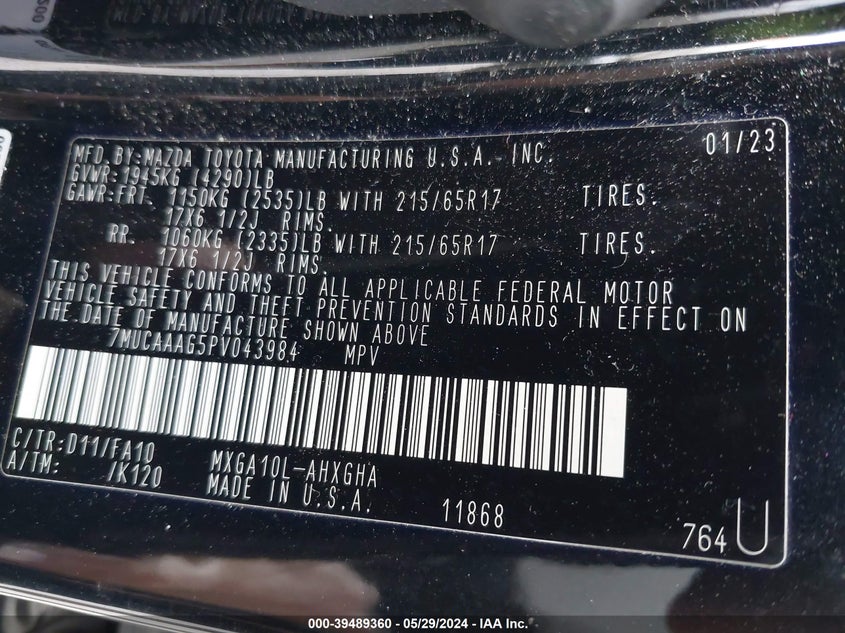 MFD.BY:MAZDA TOYOTA MANUFACTURING U.S.A. INC. 01/23
GVWR:1945KG (4290)LB
GAWR:FRT. 1150KG (2535)LB WITH 215/65R17 TIRES.
17X6 1/2J RIMS.
RR. 1060KG (2335)LB WITH 215/65R17 TIRES.
17X6 1/2J RIMS.
THIS VEHICLE CONFORMS TO ALL APPLICABLE FEDERAL MOTOR
VEHICLE SAFETY AND THEFT PREVENTION STANDARDS IN EFFECT ON
THE DATE OF MANUFACTURE SHOWN ABOVE
7MUCAAAG5PV043984 MPV
C/TR:D11/FA10
A/TM: /K120
MXGA10L-AHXGHA
MADE IN U.S.A.
11868
764 U
000-39489360 - 05/29/2024 - IAA Inc.